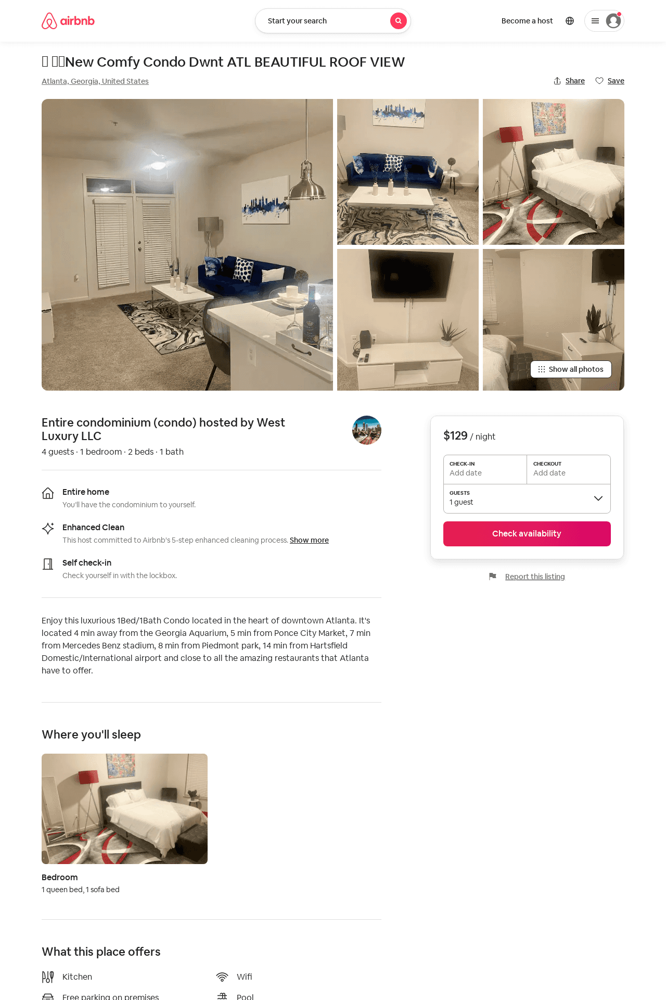 airbnb
Start your search
Become a host
New Comfy Condo Dwnt ATL BEAUTIFUL ROOF VIEW
Atlanta, Georgia, United States
Share
Save
Show all photos
Entire condominium (condo) hosted by West
Luxury LLC
4 guests · 1 bedroom · 2 beds · 1 bath
$129 / night
CHECK-IN
Add date
CHECKOUT
Add date
GUESTS
1 guest
Check availability
Report this listing
Entire home
You’ll have the condominium to yourself.
Enhanced Clean
This host committed to Airbnb's 5-step enhanced cleaning process. Show more
Self check-in
Check yourself in with the lockbox.
Enjoy this luxurious 1Bed/1Bath Condo located in the heart of downtown Atlanta. It's
located 4 min away from the Georgia Aquarium, 5 min from Ponce City Market, 7 min
from Mercedes Benz stadium, 8 min from Piedmont park, 14 min from Hartsfield
Domestic/International airport and close to all the amazing restaurants that Atlanta
have to offer.
Where you'll sleep
Bedroom
1 queen bed, 1 sofa bed
What this place offers
Kitchen
Wifi
Free parking on premises
Pool